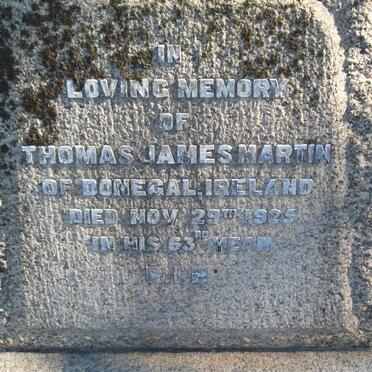 IN
LOVING MEMORY
OF
THOMAS JAMES MARTIN
OF DONEGAL, IRELAND
DIED NOV. 29TH 1925
IN HIS 63RD YEAR
R.I.P.